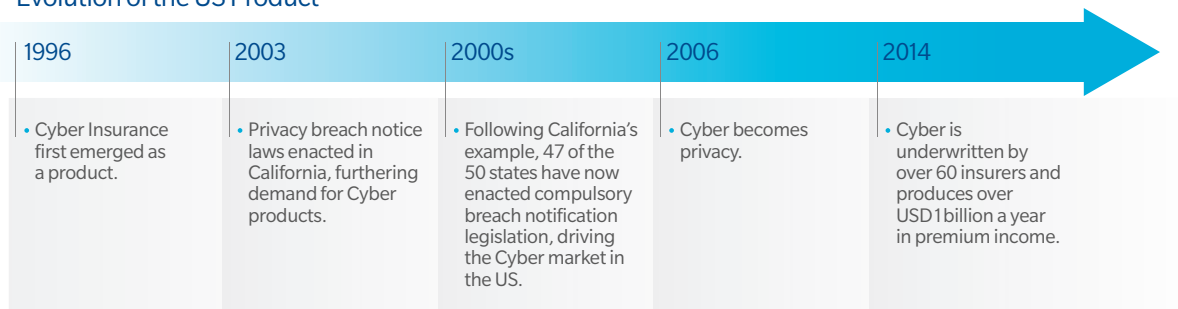 Evolution of the US Product
1996
2003
2000s
2006
2014
• Cyber Insurance
first emerged as
a product.
• Privacy breach notice
laws enacted in
California, furthering
demand for Cyber
products.
• Following California's
example, 47 of the
50 states have now
enacted compulsory
breach notification
legislation, driving
the Cyber market in
the US.
• Cyber becomes
privacy.
• Cyber is
underwritten by
over 60 insurers and
produces over
USD1billion a year
in premium income.